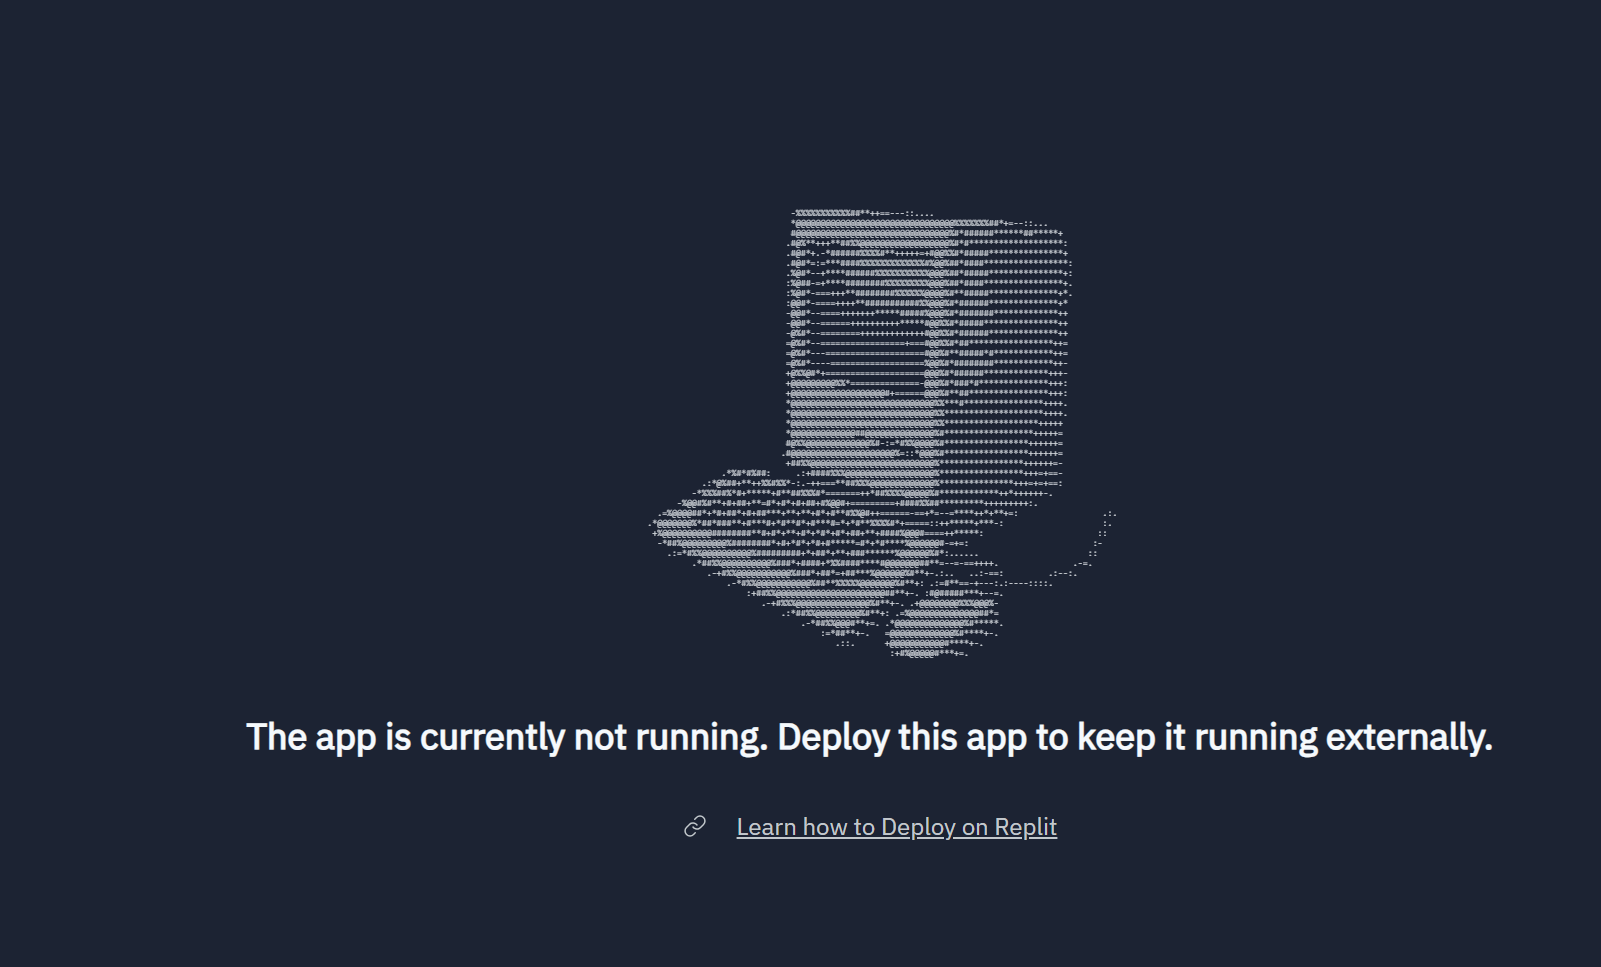 The app is currently not running. Deploy this app to keep it running externally.
Learn how to Deploy on Replit